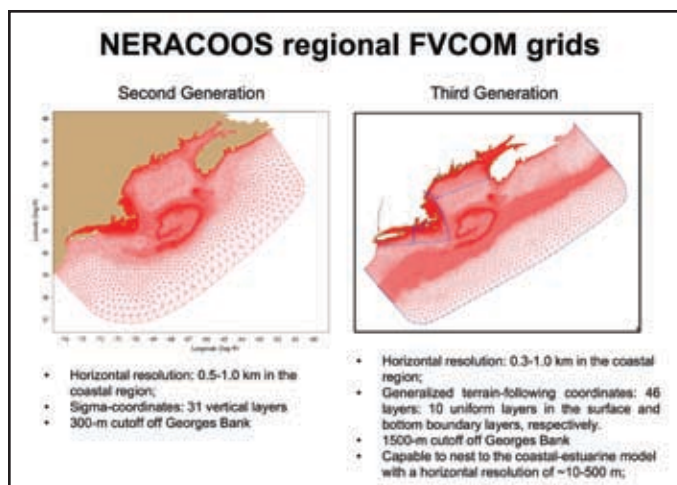 NERACOOS regional FVCOM grids
Second Generation
Third Generation
• Horizontal resolution: 0.5-1.0 km in the
coastal region;
• Sigma-coordinates: 31 vertical layers
• 300-m cutoff off Georges Bank
• Horizontal resolution: 0.3-1.0 km in the coastal
region;
• Generalized terrain-following coordinates: 46
layers: 10 uniform layers in the surface and
bottom boundary layers, respectively.
• 1500-m cutoff off Georges Bank
• Capable to nest to the coastal-estuarine model
with a horizontal resolution of ~10-500 m;